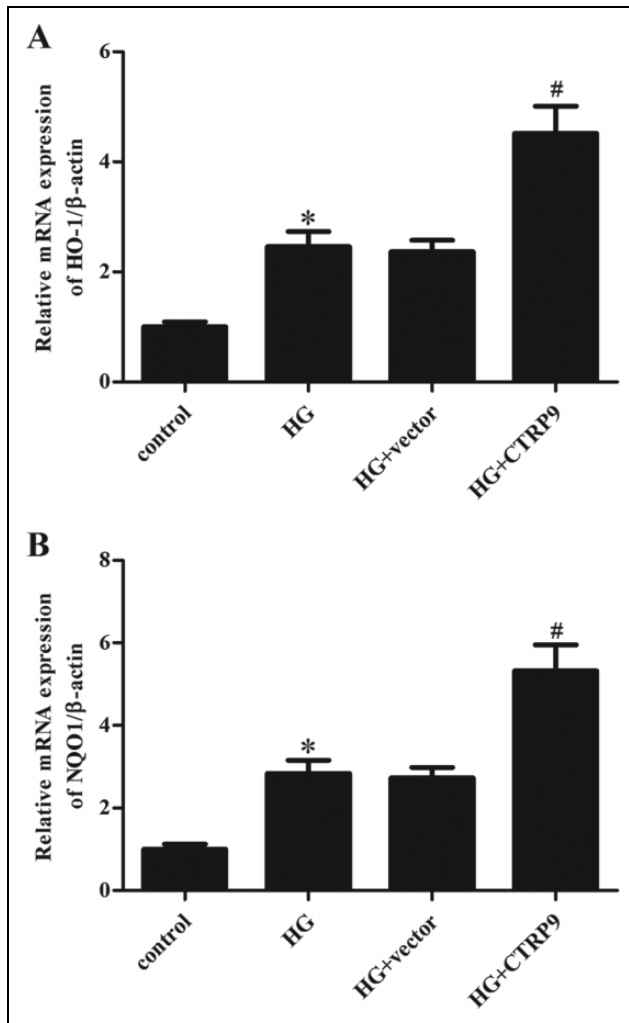 A
Relative mRNA expression
of HO-1/β-actin
6
4
2
0
*
#
control
HG
HG+vector
HG+CTRP9
B
Relative mRNA expression
of NQO1/β-actin
8
6
4
2
0
*
#
control
HG
HG+vector
HG+CTRP9